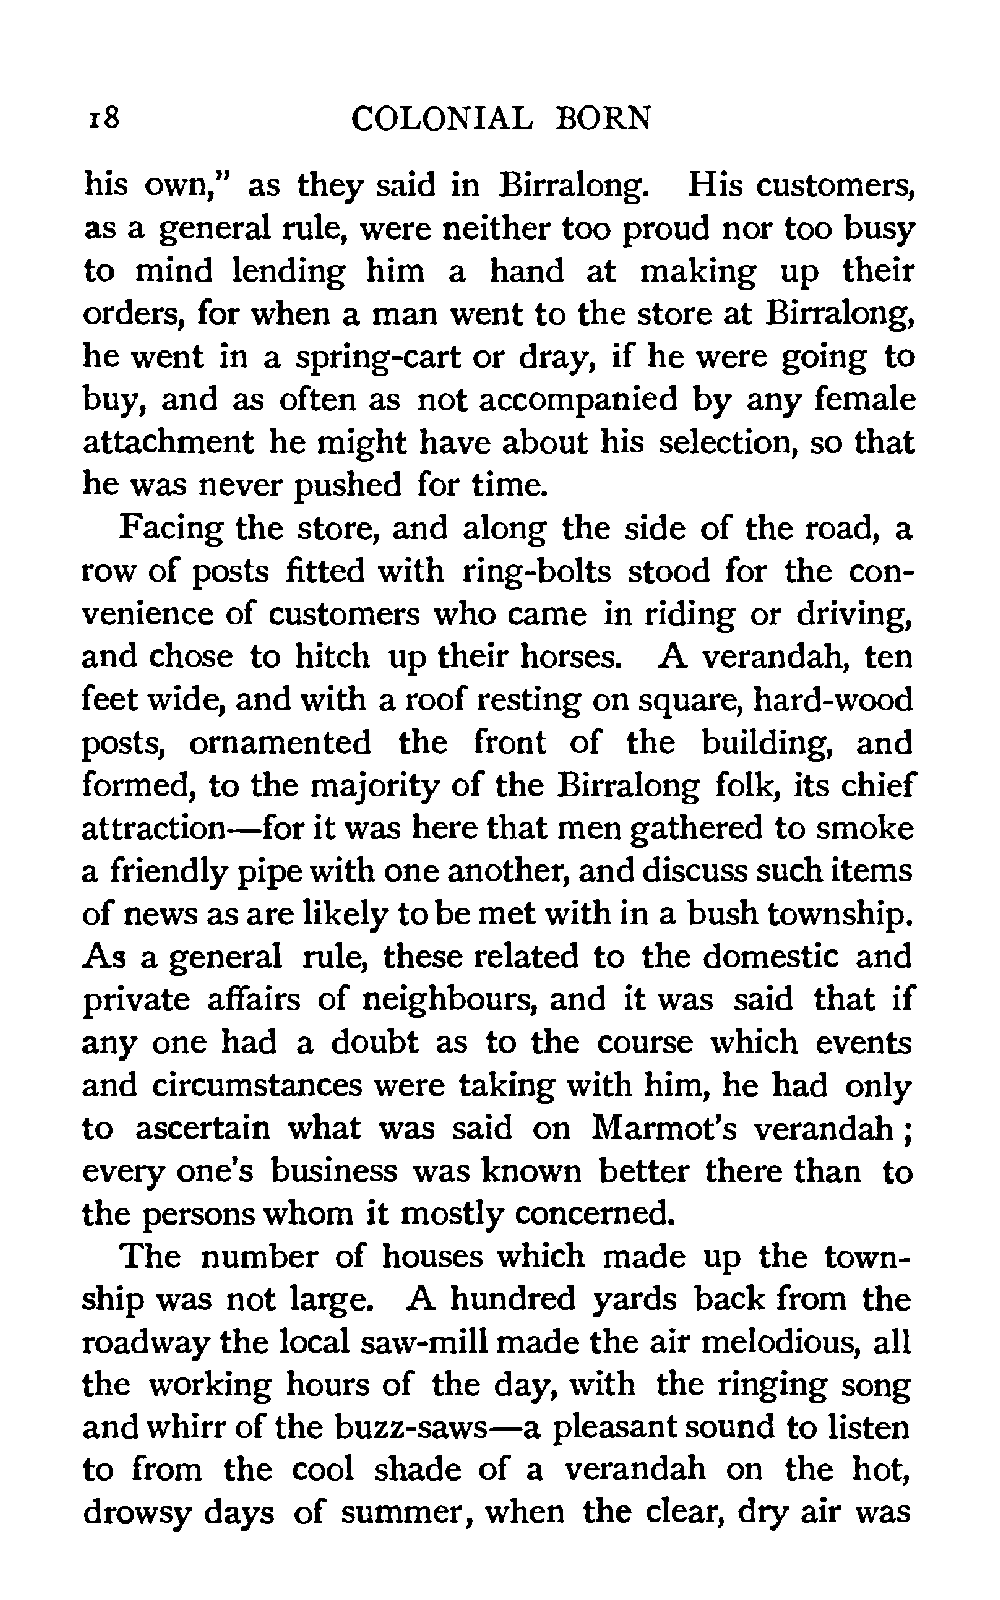 18 COLONIAL BORN
his own,” as they said in Birralong. His customers,
as a general rule, were neither too proud nor too busy
to mind lending him a hand at making up their
orders, for when a man went to the store at Birralong,
he went in a spring-cart or dray, if he were going to
buy, and as often as not accompanied by any female
attachment he might have about his selection, so that
he was never pushed for time.
Facing the store, and along the side of the road, a
row of posts fitted with ring-bolts stood for the con-
venience of customers who came in riding or driving,
and chose to hitch up their horses. A verandah, ten
feet wide, and with a roof resting on square, hard-wood
posts, ornamented the front of the building, and
formed, to the majority of the Birralong folk, its chief
attraction—for it was here that men gathered to smoke
a friendly pipe with one another, and discuss such items
of news as are likely to be met with in a bush township.
As a general rule, these related to the domestic and
private affairs of neighbours, and it was said that if
any one had a doubt as to the course which events
and circumstances were taking with him, he had only
to ascertain what was said on Marmot’s verandah ;
every one’s business was known better there than to
the persons whom it mostly concerned.
The number of houses which made up the town-
ship was not large. A hundred yards back from the
roadway the local saw-mill made the air melodious, all
the working hours of the day, with the ringing song
and whirr of the buzz-saws—a pleasant sound to listen
to from the cool shade of a verandah on the hot,
drowsy days of summer, when the clear, dry air was